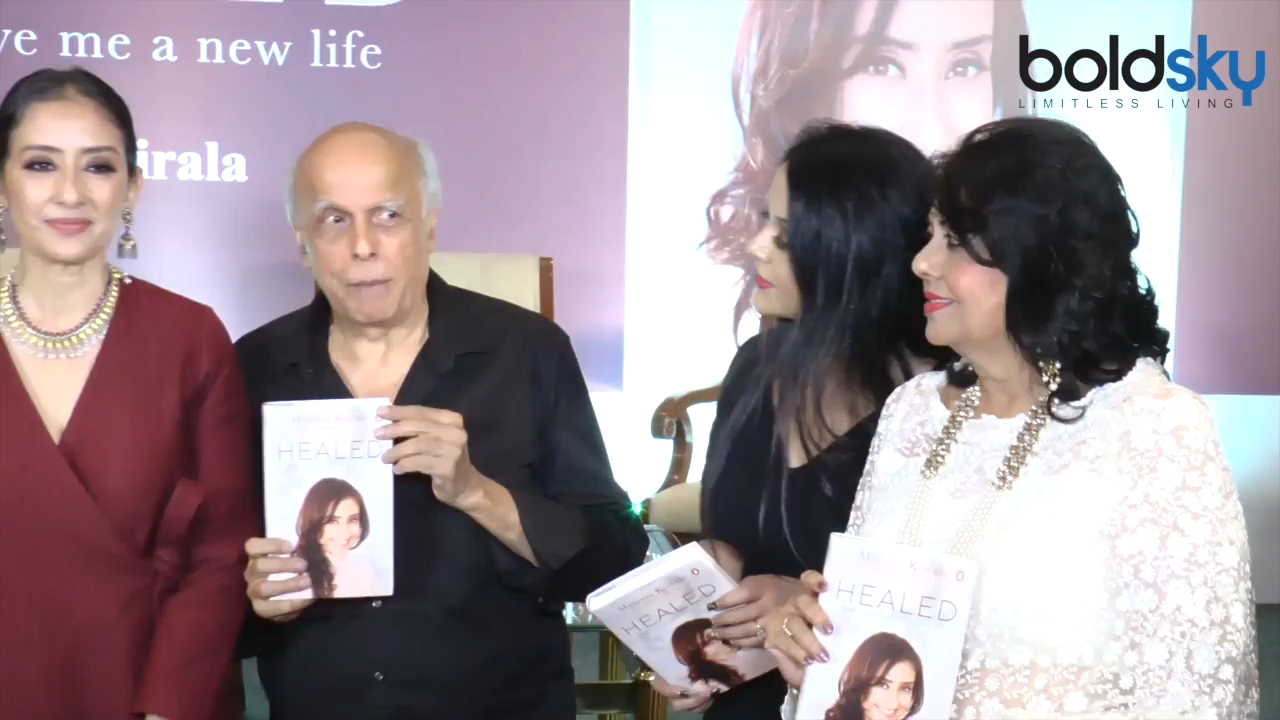 ve me a new life
irala
boldsky
LIMITLESS LIVING
HEALED
HEALED
HEALED